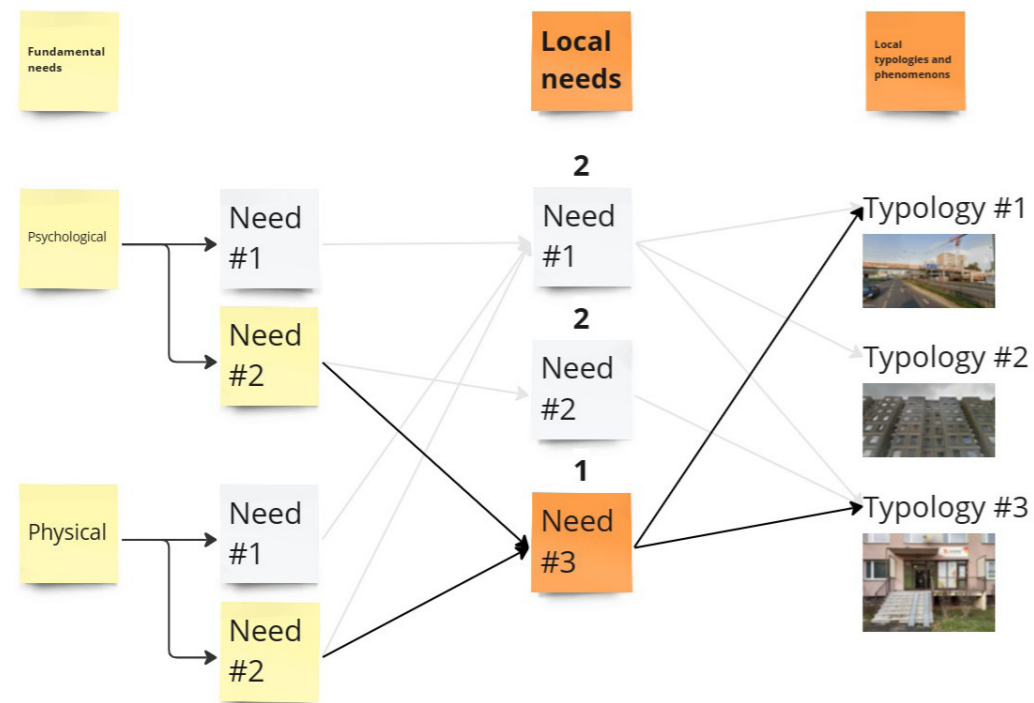 Fundamental
needs
Local
needs
Local
typologies and
phenomenons
2
Psychological
Need
#1
Need
#1
Typology #1
Need
#2
2
Need
#2
Typology #2
1
Physical
Need
#1
Need
#3
Typology #3
Need
#2